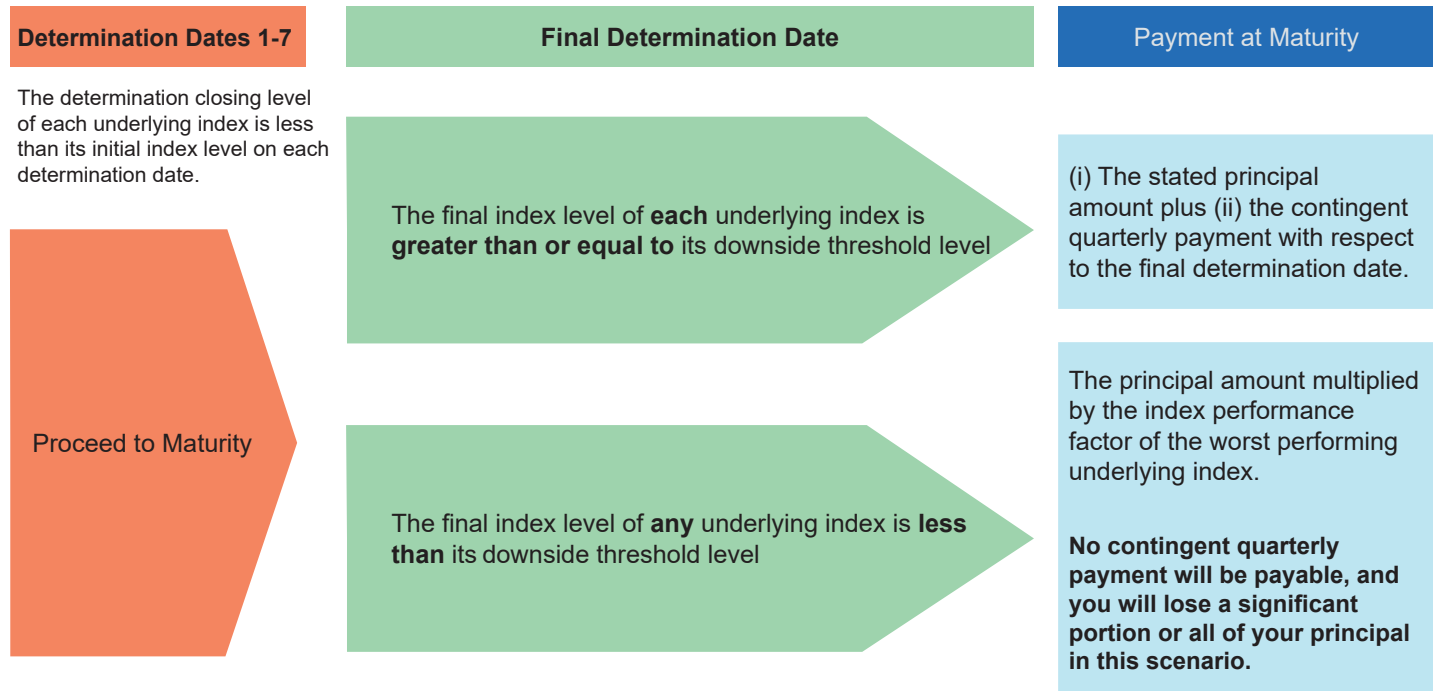 Determination Dates 1-7
Final Determination Date
Payment at Maturity
The determination closing level
of each underlying index is less
than its initial index level on each
determination date.
Proceed to Maturity
The final index level of each underlying index is
greater than or equal to its downside threshold level
(i) The stated principal
amount plus (ii) the contingent
quarterly payment with respect
to the final determination date.
The final index level of any underlying index is less
than its downside threshold level
The principal amount multiplied
by the index performance
factor of the worst performing
underlying index.
No contingent quarterly
payment will be payable, and
you will lose a significant
portion or all of your principal
in this scenario.